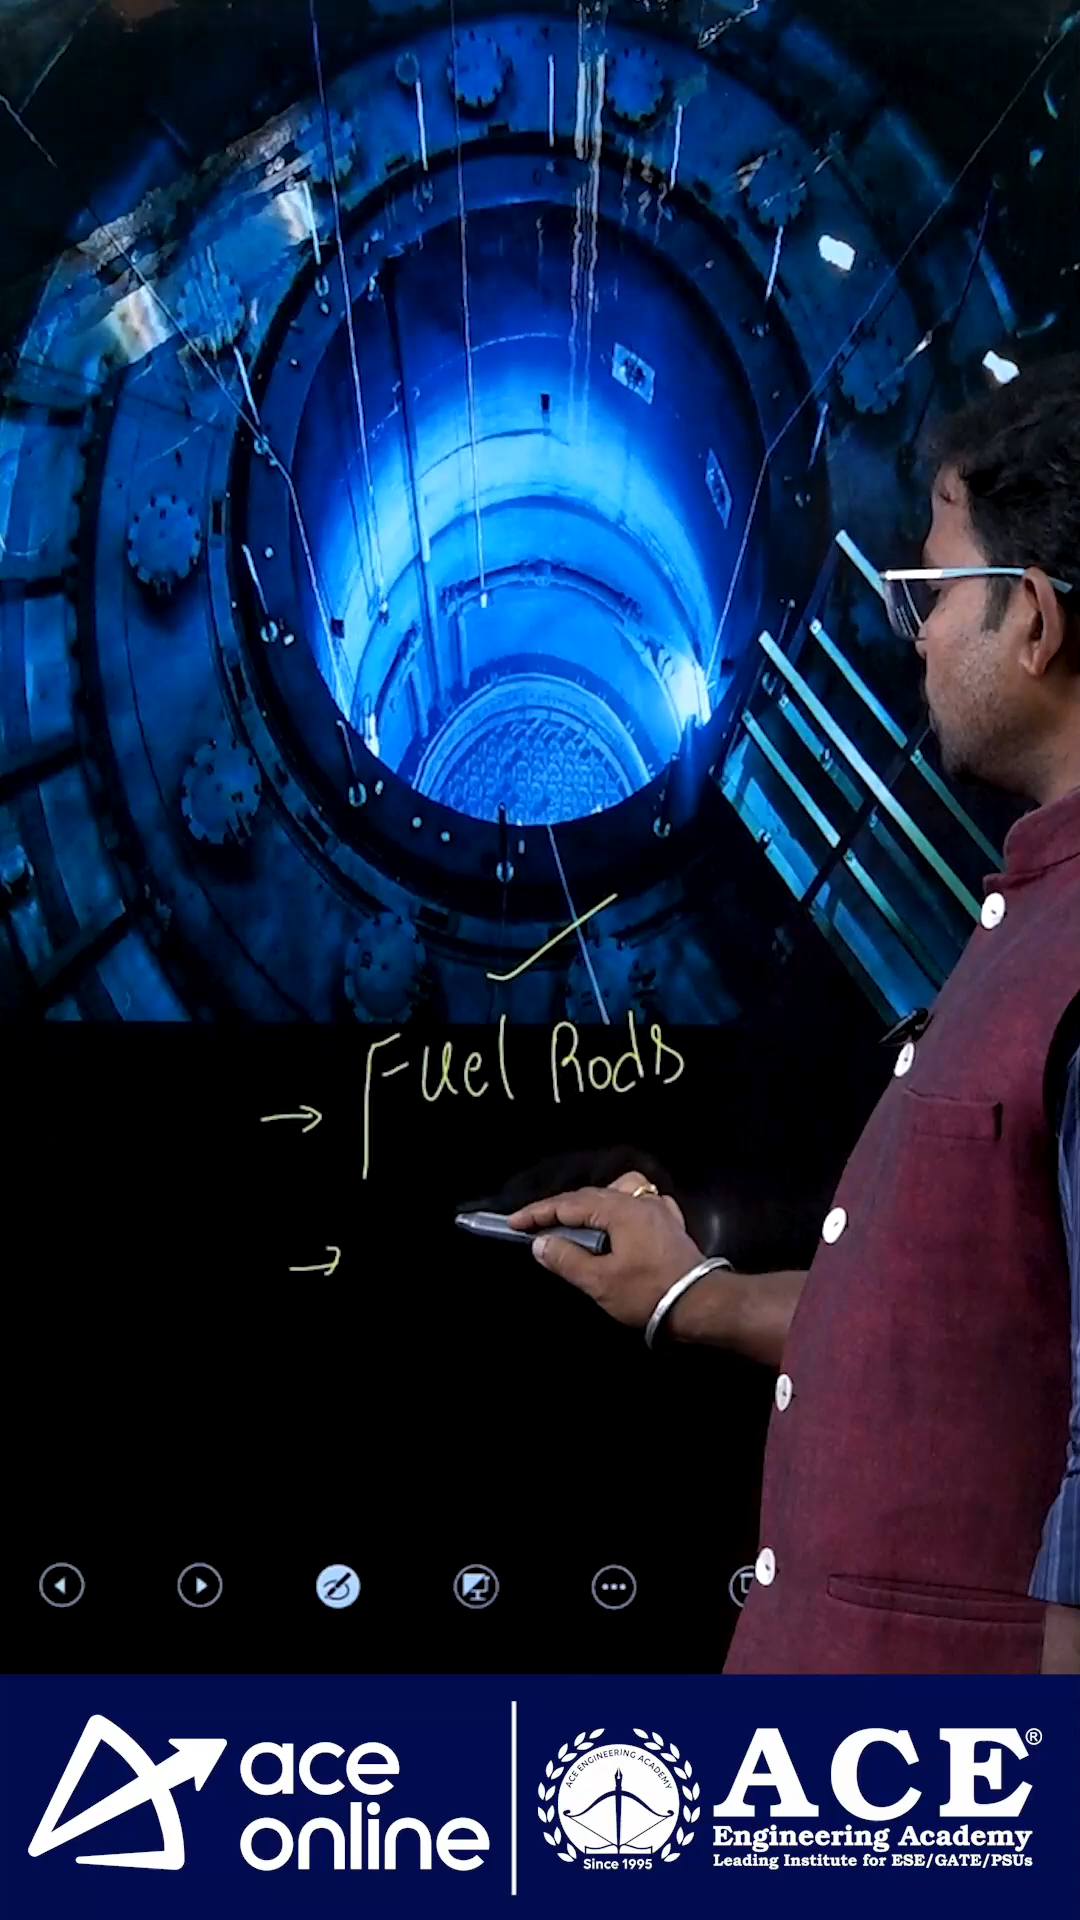 Fuel Rods
ace
online
ACE ENGINEERING ACADEMY
Since 1995
ACE®
Engineering Academy
Leading Institute for ESE/GATE/PSUs